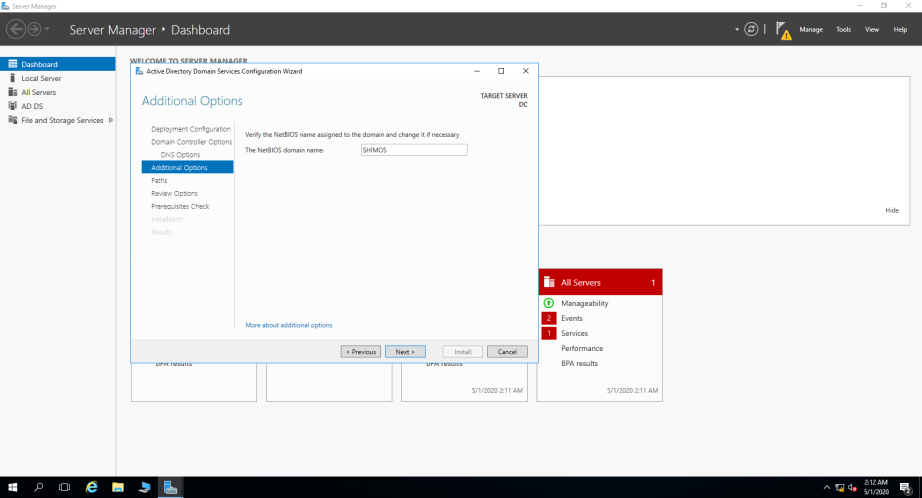 Server Manager
Server Manager ‣ Dashboard
Manage Tools View Help
Dashboard
Local Server
All Servers
AD DS
File and Storage Services
WELCOME TO SERVER MANAGER
Active Directory Domain Services Configuration Wizard
Additional Options
TARGET SERVER
DC
Deployment Configuration
Domain Controller Options
DNS Options
Additional Options
Paths
Review Options
Prerequisites Check
Installation
Results
Verify the NetBIOS name assigned to the domain and change it if necessary
The NetBIOS domain name: SHIMOS
More about additional options
< Previous Next > Install Cancel
Hide
All Servers 1
Manageability
2 Events
1 Services
Performance
BPA results
5/1/2020 2:11 AM
BPA results
BPA results
5/1/2020 2:11 AM
2:12 AM
5/1/2020